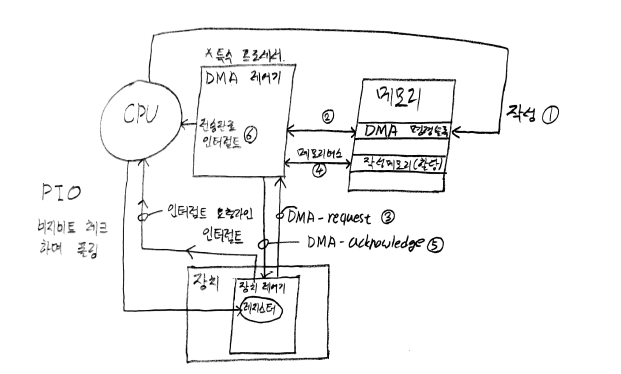 * 특수 프로세서.
DMA 제어기
CPU
전송완료 ⑥
인터럽트
②
메모리버스
④
메모리
DMA 명령블록
작성메모리(할당)
작성 ①
PIO
비지비트 체크
하면 폴링
인터럽트 요청라인
인터럽트
DMA-request ③
DMA-acknowledge ⑤
장치
장치 제어기
레지스터